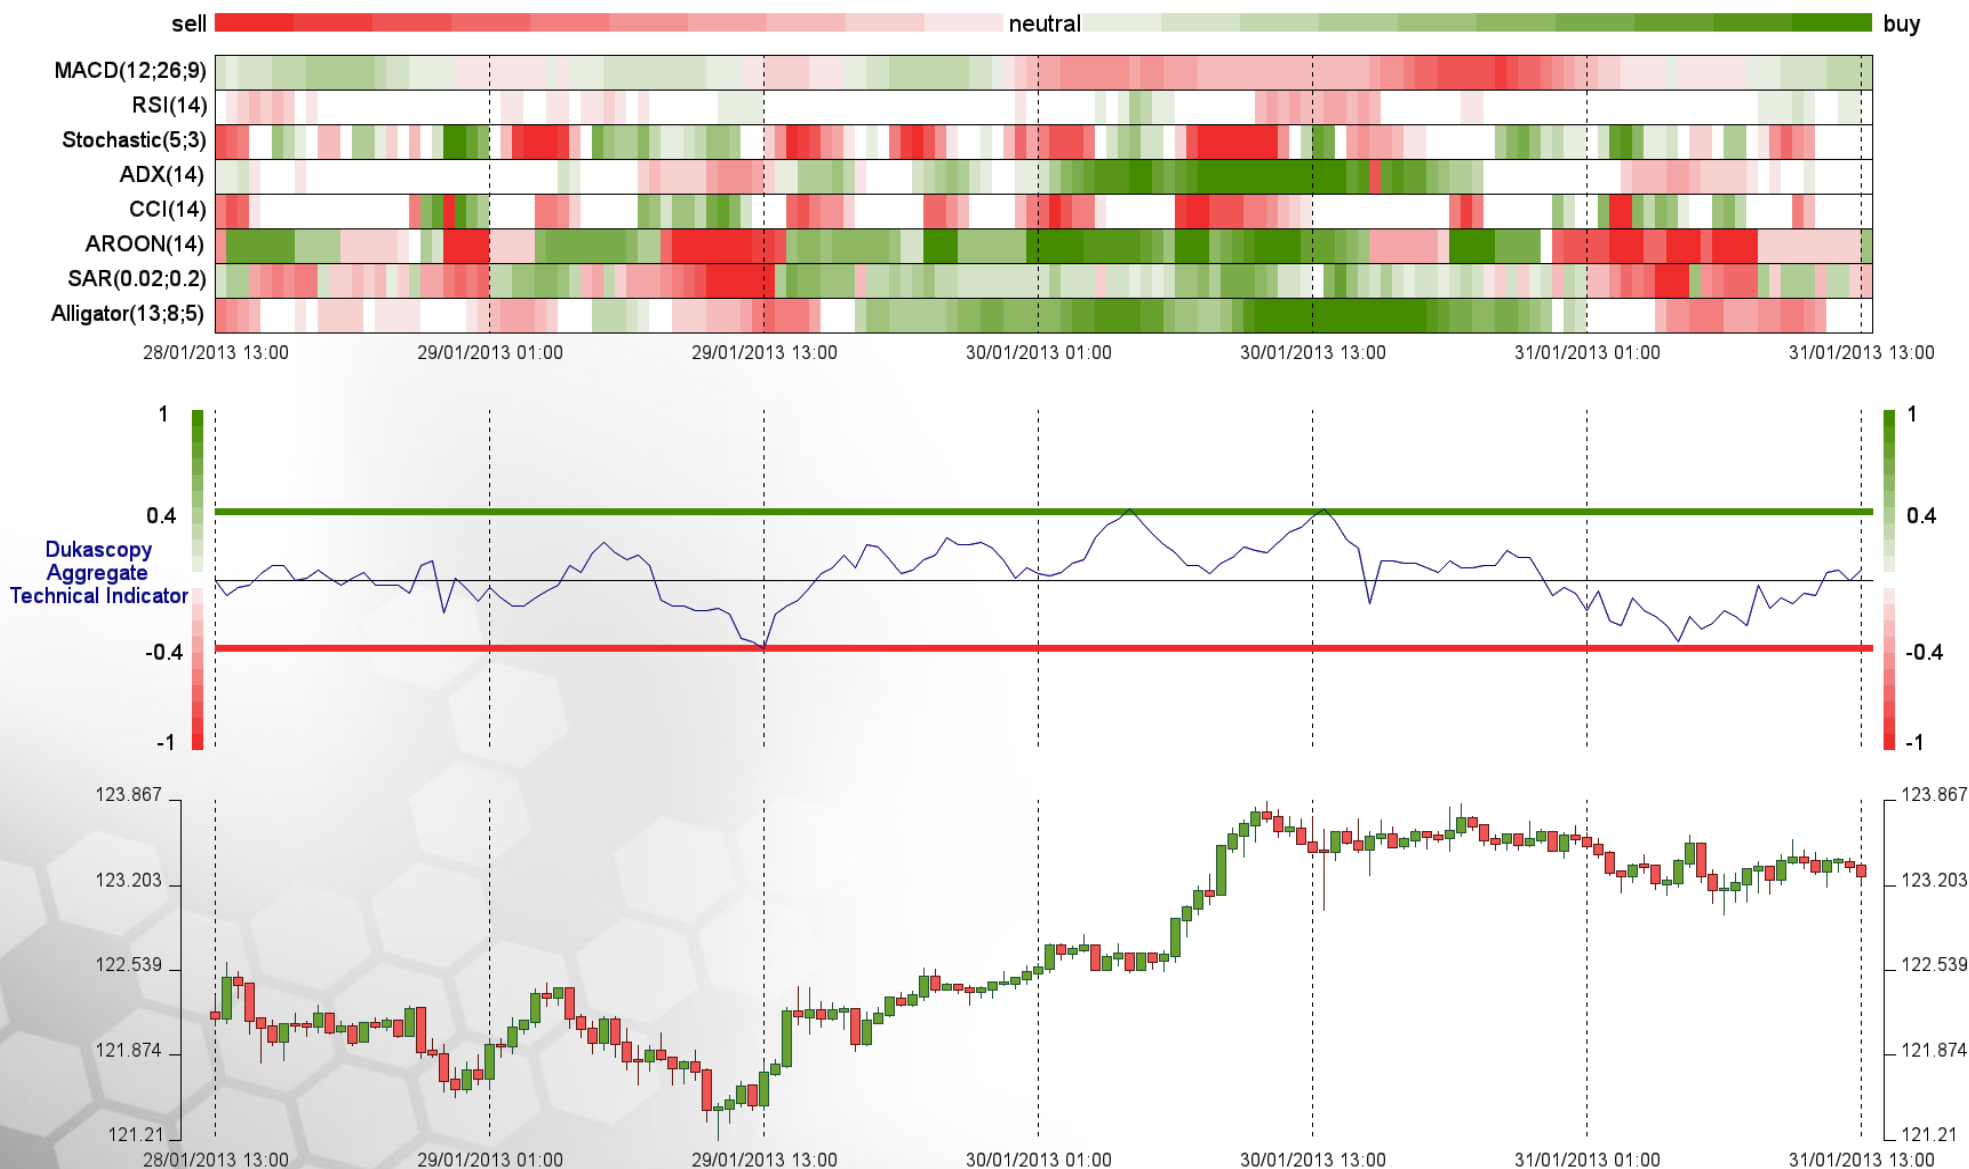 sell neutral buy
MACD(12;26;9)
RSI(14)
Stochastic(5;3)
ADX(14)
CCI(14)
AROON(14)
SAR(0.02;0.2)
Alligator(13;8;5)
28/01/2013 13:00 29/01/2013 01:00 29/01/2013 13:00 30/01/2013 01:00 30/01/2013 13:00 31/01/2013 01:00 31/01/2013 13:00
1 1
0.4 0.4
Dukascopy
Aggregate
Technical Indicator
-0.4 -0.4
-1 -1
123.867 123.867
123.203 123.203
122.539 122.539
121.874 121.874
121.21 121.21
28/01/2013 13:00 29/01/2013 01:00 29/01/2013 13:00 30/01/2013 01:00 30/01/2013 13:00 31/01/2013 01:00 31/01/2013 13:00